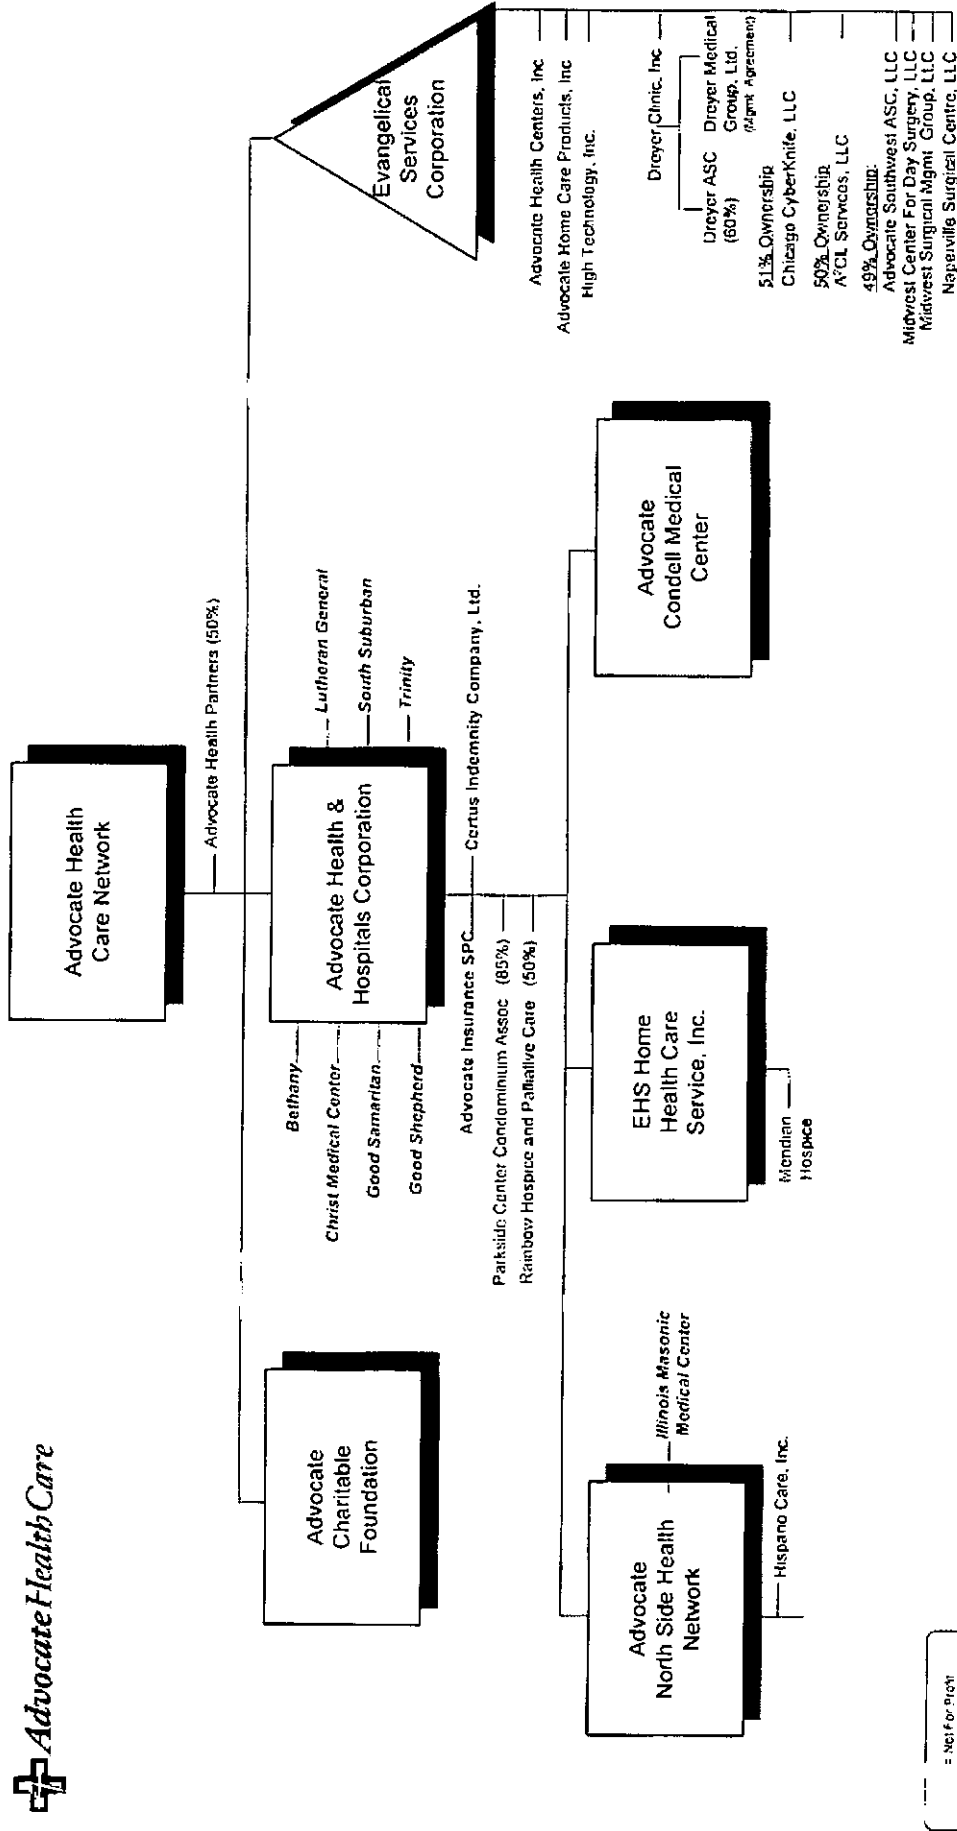 AdvocateHealthCare
Advocate Health
Care Network
Advocate Health Partners (50%)
Advocate
Charitable
Foundation
Bethany
Christ Medical Center
Good Samaritan
Good Shepherd
Advocate Health &
Hospitals Corporation
Lutheran General
South Suburban
Trinity
Evangelical
Services
Corporation
Advocate Insurance SPC
Certus Indemnity Company, Ltd.
Parkside Center Condominium Assoc (85%)
Rainbow Hospice and Palliative Care (50%)
Advocate
North Side Health
Network
Illinois Masonic
Medical Center
Hispano Care, Inc.
EHS Home
Health Care
Service, Inc.
Meridian
Hospice
Advocate
Condell Medical
Center
Advocate Health Centers, Inc
Advocate Home Care Products, Inc
High Technology, Inc.
Dreyer Clinic, Inc
Dreyer ASC
(60%)
Dreyer Medical
Group, Ltd.
(Mgmt Agreement)
51% Ownership
Chicago CyberKnife, LLC
50% Ownership
A²CL Services, LLC
49% Ownership:
Advocate Southwest ASC, LLC
Midwest Center For Day Surgery, LLC
Midwest Surgical Mgmt Group, LLC
Naperville Surgical Centre, LLC
= Not For Profit